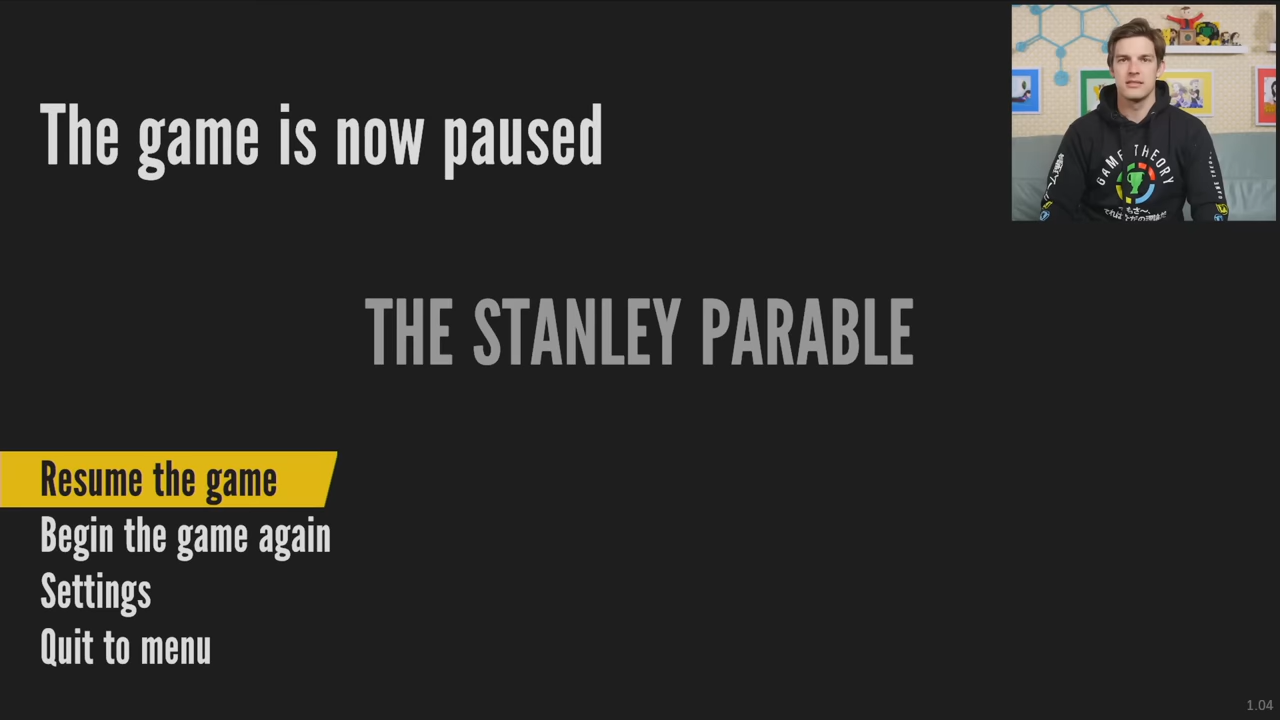 The game is now paused
GAME THEORY
THE STANLEY PARABLE
Resume the game
Begin the game again
Settings
Quit to menu
1.04